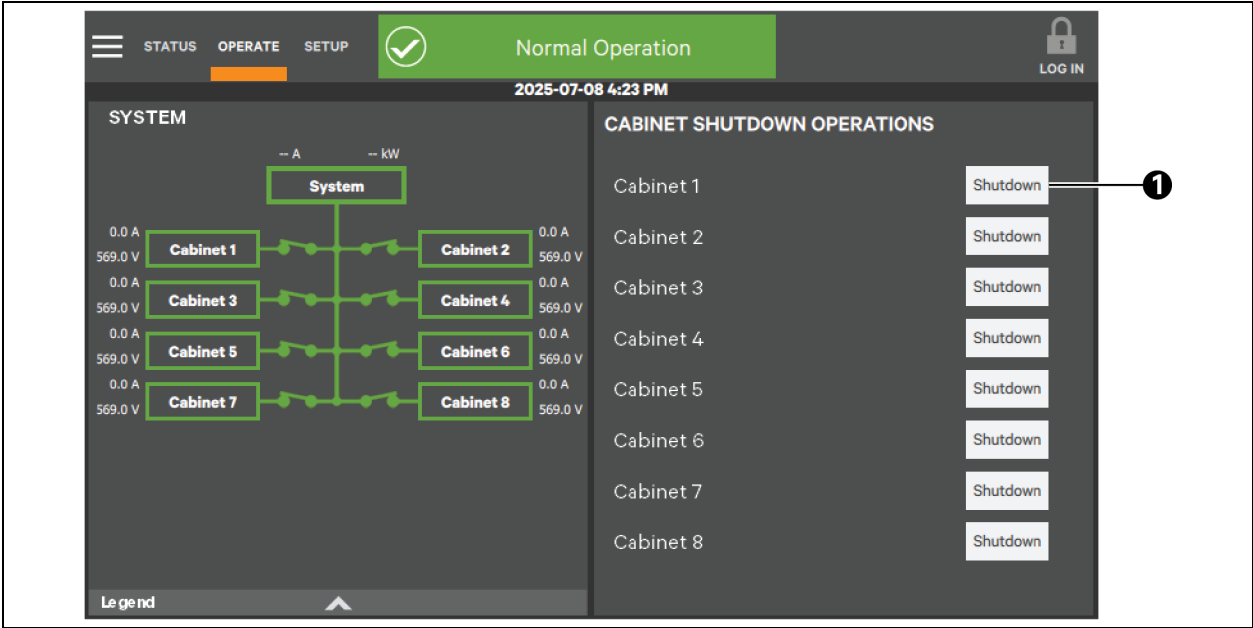 STATUS OPERATE SETUP
Normal Operation
LOG IN
2025-07-08 4:23 PM
SYSTEM
-- A -- kW
System
0.0 A
569.0 V
Cabinet 1
Cabinet 2
0.0 A
569.0 V
0.0 A
569.0 V
Cabinet 3
Cabinet 4
0.0 A
569.0 V
0.0 A
569.0 V
Cabinet 5
Cabinet 6
0.0 A
569.0 V
0.0 A
569.0 V
Cabinet 7
Cabinet 8
0.0 A
569.0 V
Legend
CABINET SHUTDOWN OPERATIONS
Cabinet 1 Shutdown
1
Cabinet 2 Shutdown
Cabinet 3 Shutdown
Cabinet 4 Shutdown
Cabinet 5 Shutdown
Cabinet 6 Shutdown
Cabinet 7 Shutdown
Cabinet 8 Shutdown